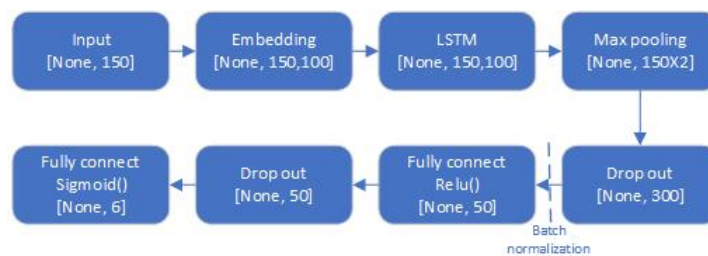 Input
[None, 150]
Embedding
[None, 150,100]
LSTM
[None, 150,100]
Max pooling
[None, 150X2]
Drop out
[None, 300]
Batch
normalization
Fully connect
Relu()
[None, 50]
Drop out
[None, 50]
Fully connect
Sigmoid()
[None, 6]